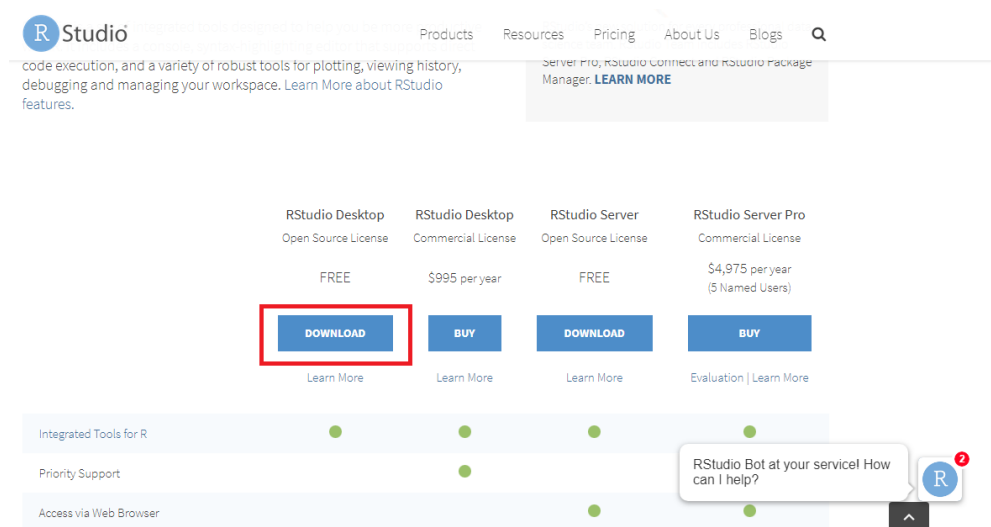 R Studio
Products Resources Pricing About Us Blogs
code execution, and a variety of robust tools for plotting, viewing history,
debugging and managing your workspace. Learn More about RStudio
features.
Server Pro, RStudio Connect and RStudio Package
Manager. LEARN MORE
RStudio Desktop RStudio Desktop RStudio Server RStudio Server Pro
Open Source License Commercial License Open Source License Commercial License
FREE $995 per year FREE $4,975 per year
(5 Named Users)
DOWNLOAD BUY DOWNLOAD BUY
Learn More Learn More Learn More Evaluation | Learn More
Integrated Tools for R
Priority Support
Access via Web Browser
RStudio Bot at your service! How
can I help?
R 2